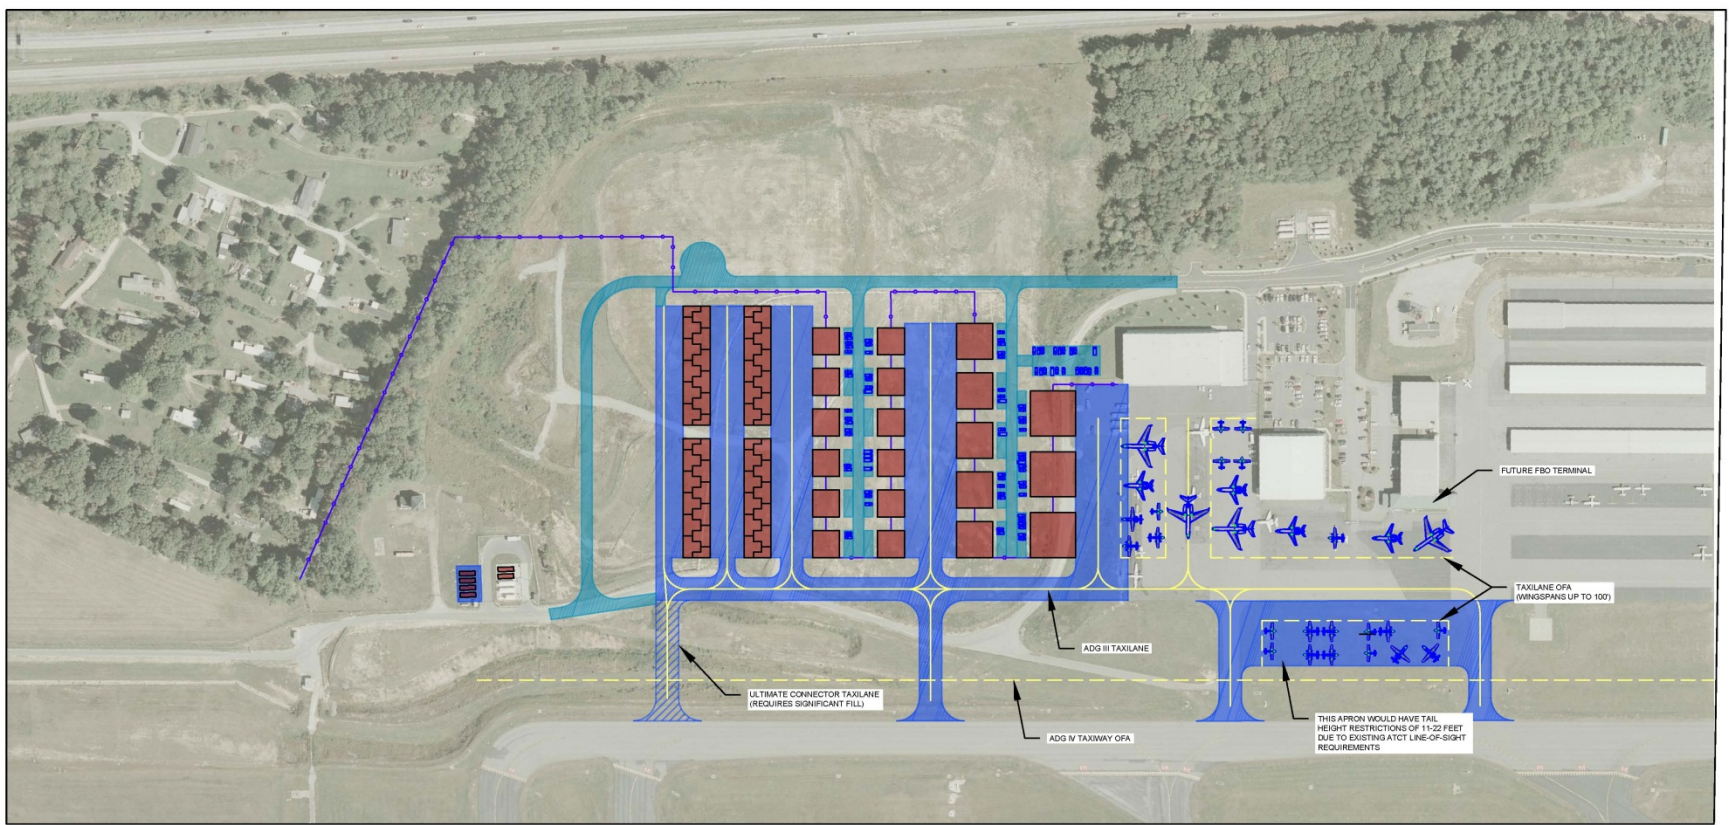 FUTURE FBO TERMINAL
TAXILANE OFA
(WINGSPANS UP TO 100')
ADG III TAXILANE
ULTIMATE CONNECTOR TAXILANE
(REQUIRES SIGNIFICANT FILL)
THIS APRON WOULD HAVE TAIL
HEIGHT RESTRICTIONS OF 11-22 FEET
DUE TO EXISTING ATCT LINE-OF-SIGHT
REQUIREMENTS
ADG IV TAXIWAY OFA